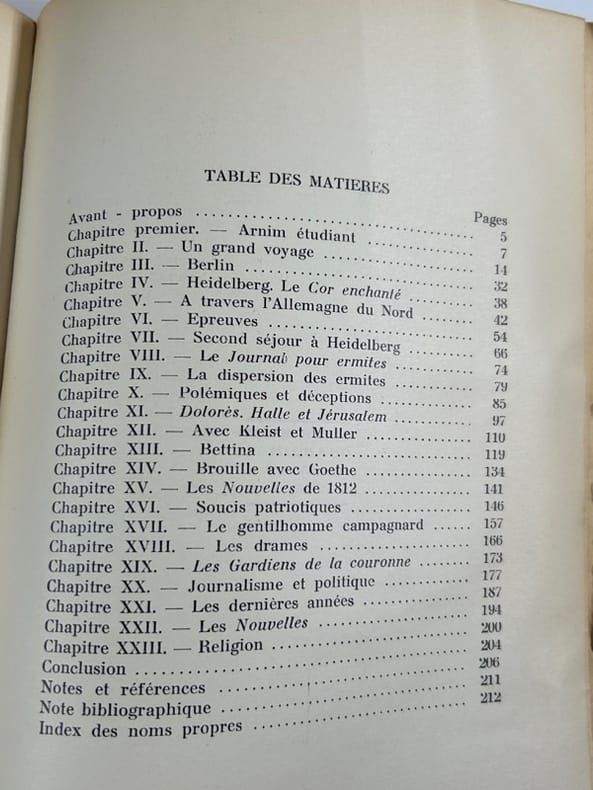 TABLE DES MATIERES
Pages
Avant - propos .......... 5
Chapitre premier. — Arnim étudiant .......... 7
Chapitre II. — Un grand voyage .......... 14
Chapitre III. — Berlin .......... 32
Chapitre IV. — Heidelberg. Le Cor enchanté .......... 38
Chapitre V. — A travers l'Allemagne du Nord .......... 42
Chapitre VI. — Epreuves .......... 54
Chapitre VII. — Second séjour à Heidelberg .......... 66
Chapitre VIII. — Le Journal pour ermites .......... 74
Chapitre IX. — La dispersion des ermites .......... 79
Chapitre X. — Polémiques et déceptions .......... 85
Chapitre XI. — Dolorès. Halle et Jérusalem .......... 97
Chapitre XII. — Avec Kleist et Muller .......... 110
Chapitre XIII. — Bettina .......... 119
Chapitre XIV. — Brouille avec Goethe .......... 134
Chapitre XV. — Les Nouvelles de 1812 .......... 141
Chapitre XVI. — Soucis patriotiques .......... 146
Chapitre XVII. — Le gentilhomme campagnard .......... 157
Chapitre XVIII. — Les drames .......... 166
Chapitre XIX. — Les Gardiens de la couronne .......... 173
Chapitre XX. — Journalisme et politique .......... 177
Chapitre XXI. — Les dernières années .......... 187
Chapitre XXII. — Les Nouvelles .......... 194
Chapitre XXIII. — Religion .......... 200
Conclusion .......... 204
Notes et références .......... 206
Note bibliographique .......... 211
Index des noms propres .......... 212